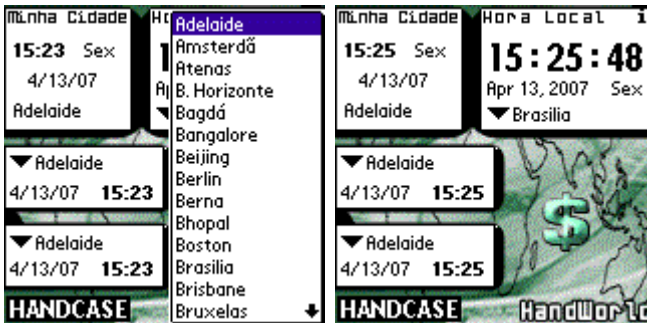 Minha Cidade
15:23 Sex
4/13/07
Adelaide
Adelaide
4/13/07 15:23
Adelaide
4/13/07 15:23
HANDCASE
Adelaide
Amsterdã
Atenas
B. Horizonte
Bagdá
Bangalore
Beijing
Berlin
Berna
Bhopal
Boston
Brasilia
Brisbane
Bruxelas
Minha Cidade
15:25 Sex
4/13/07
Adelaide
Hora Local i
15:25:48
Apr 13, 2007 Sex
Brasilia
Adelaide
4/13/07 15:25
Adelaide
4/13/07 15:25
$
HANDCASE
HandWorld